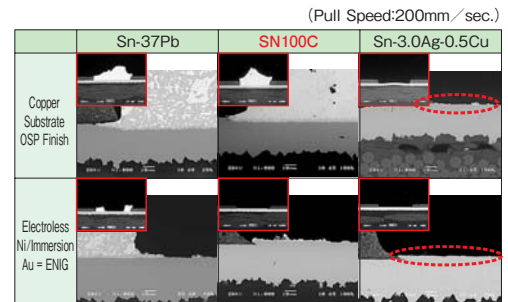 (Pull Speed:200mm／sec.)
Sn-37Pb
SN100C
Sn-3.0Ag-0.5Cu
Copper
Substrate
OSP Finish
Electroless
Ni/Immersion
Au = ENIG